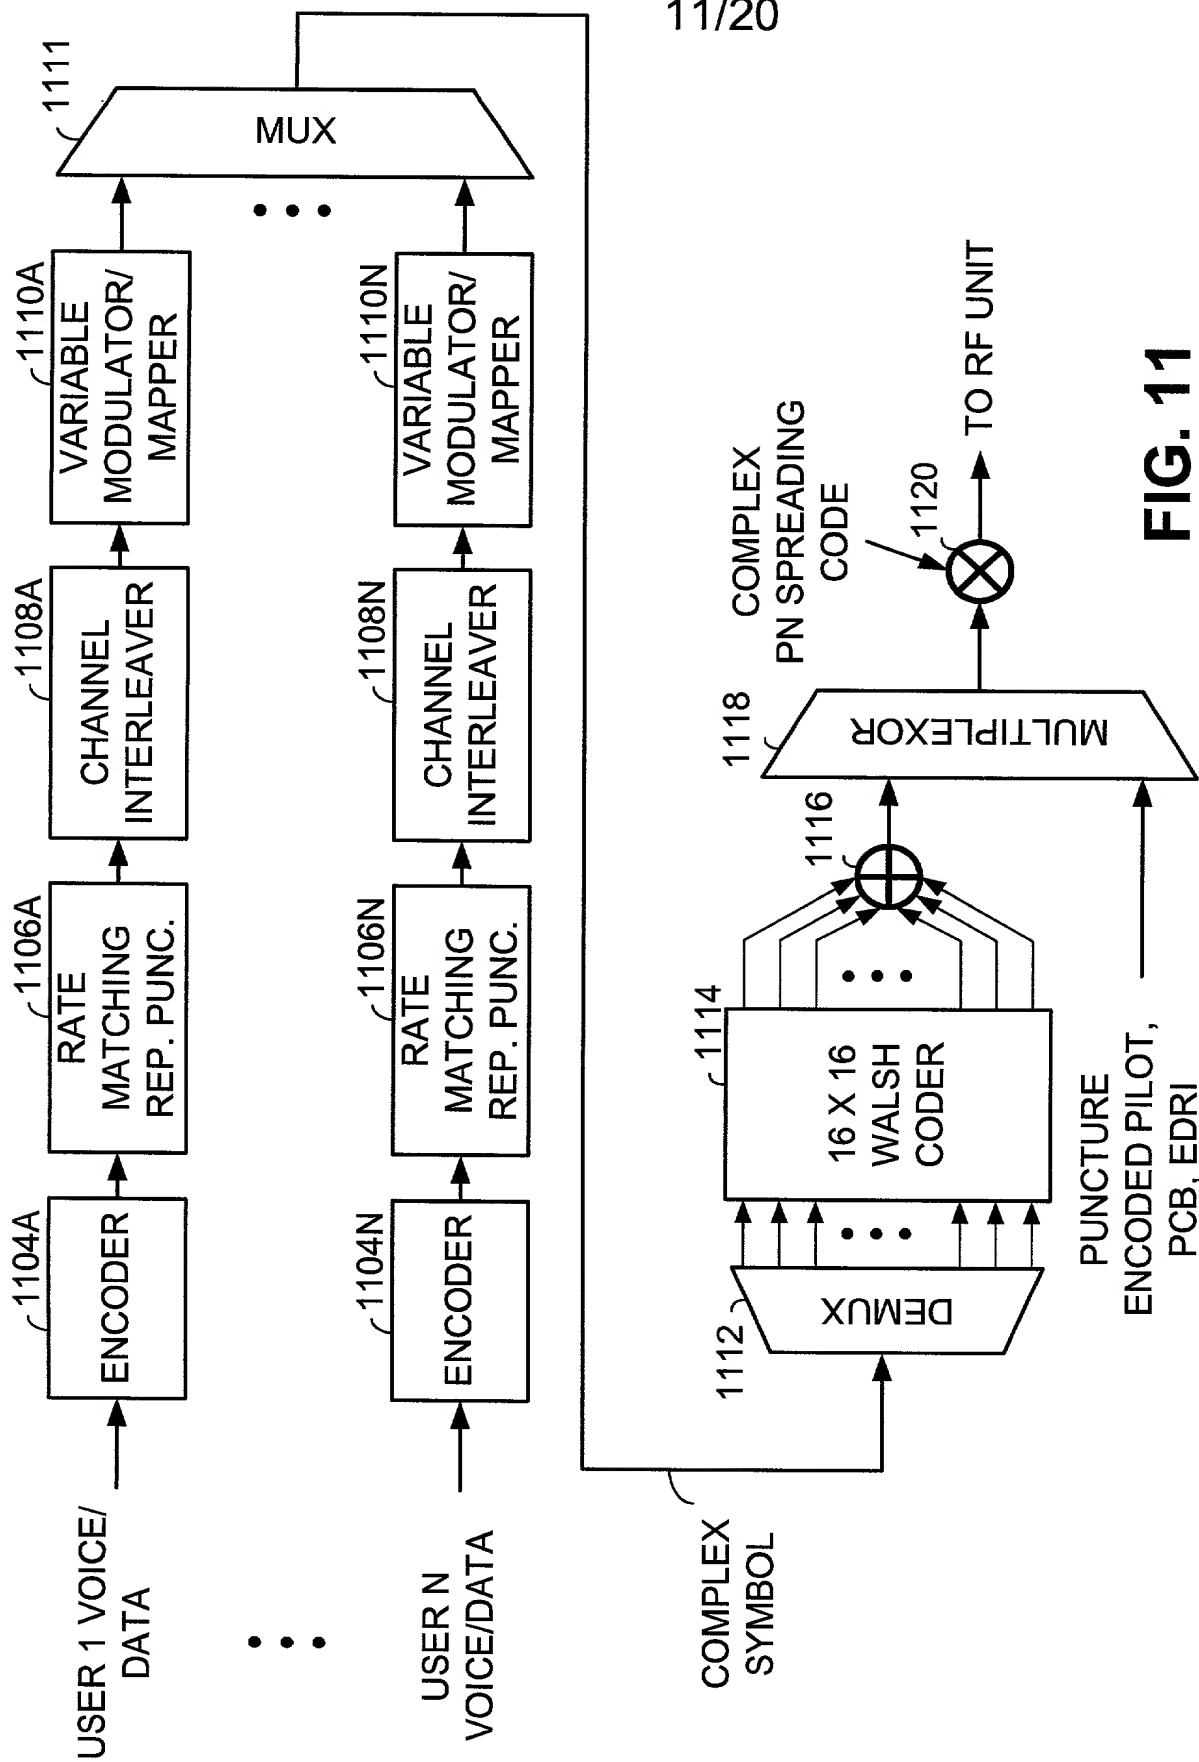 11/20
USER 1 VOICE/
DATA
1104A
ENCODER
1106A
RATE
MATCHING
REP. PUNC.
1108A
CHANNEL
INTERLEAVER
1110A
VARIABLE
MODULATOR/
MAPPER
1111
MUX
USER N
VOICE/DATA
1104N
ENCODER
1106N
RATE
MATCHING
REP. PUNC.
1108N
CHANNEL
INTERLEAVER
1110N
VARIABLE
MODULATOR/
MAPPER
COMPLEX
SYMBOL
1112
DEMUX
1114
16 X 16
WALSH
CODER
1116
1118
MULTIPLEXOR
COMPLEX
PN SPREADING
CODE
1120
TO RF UNIT
PUNCTURE
ENCODED PILOT,
PCB, EDRI
FIG. 11